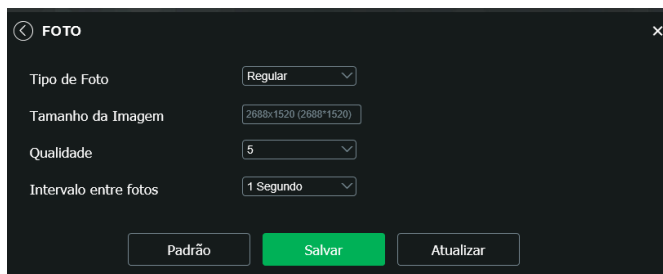 FOTO
Tipo de Foto Regular
Tamanho da Imagem 2688x1520 (2688*1520)
Qualidade 5
Intervalo entre fotos 1 Segundo
Padrão Salvar Atualizar